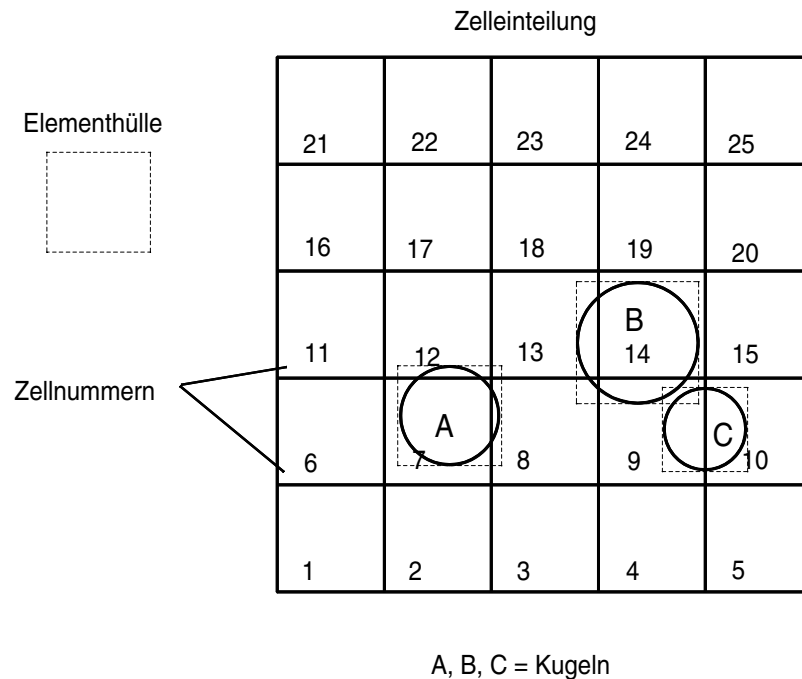 Zelleinteilung
Elementhülle
21 22 23 24 25
16 17 18 19 20
B
11 12 13 14 15
Zellnummern
A C
6 7 8 9 10
1 2 3 4 5
A, B, C = Kugeln